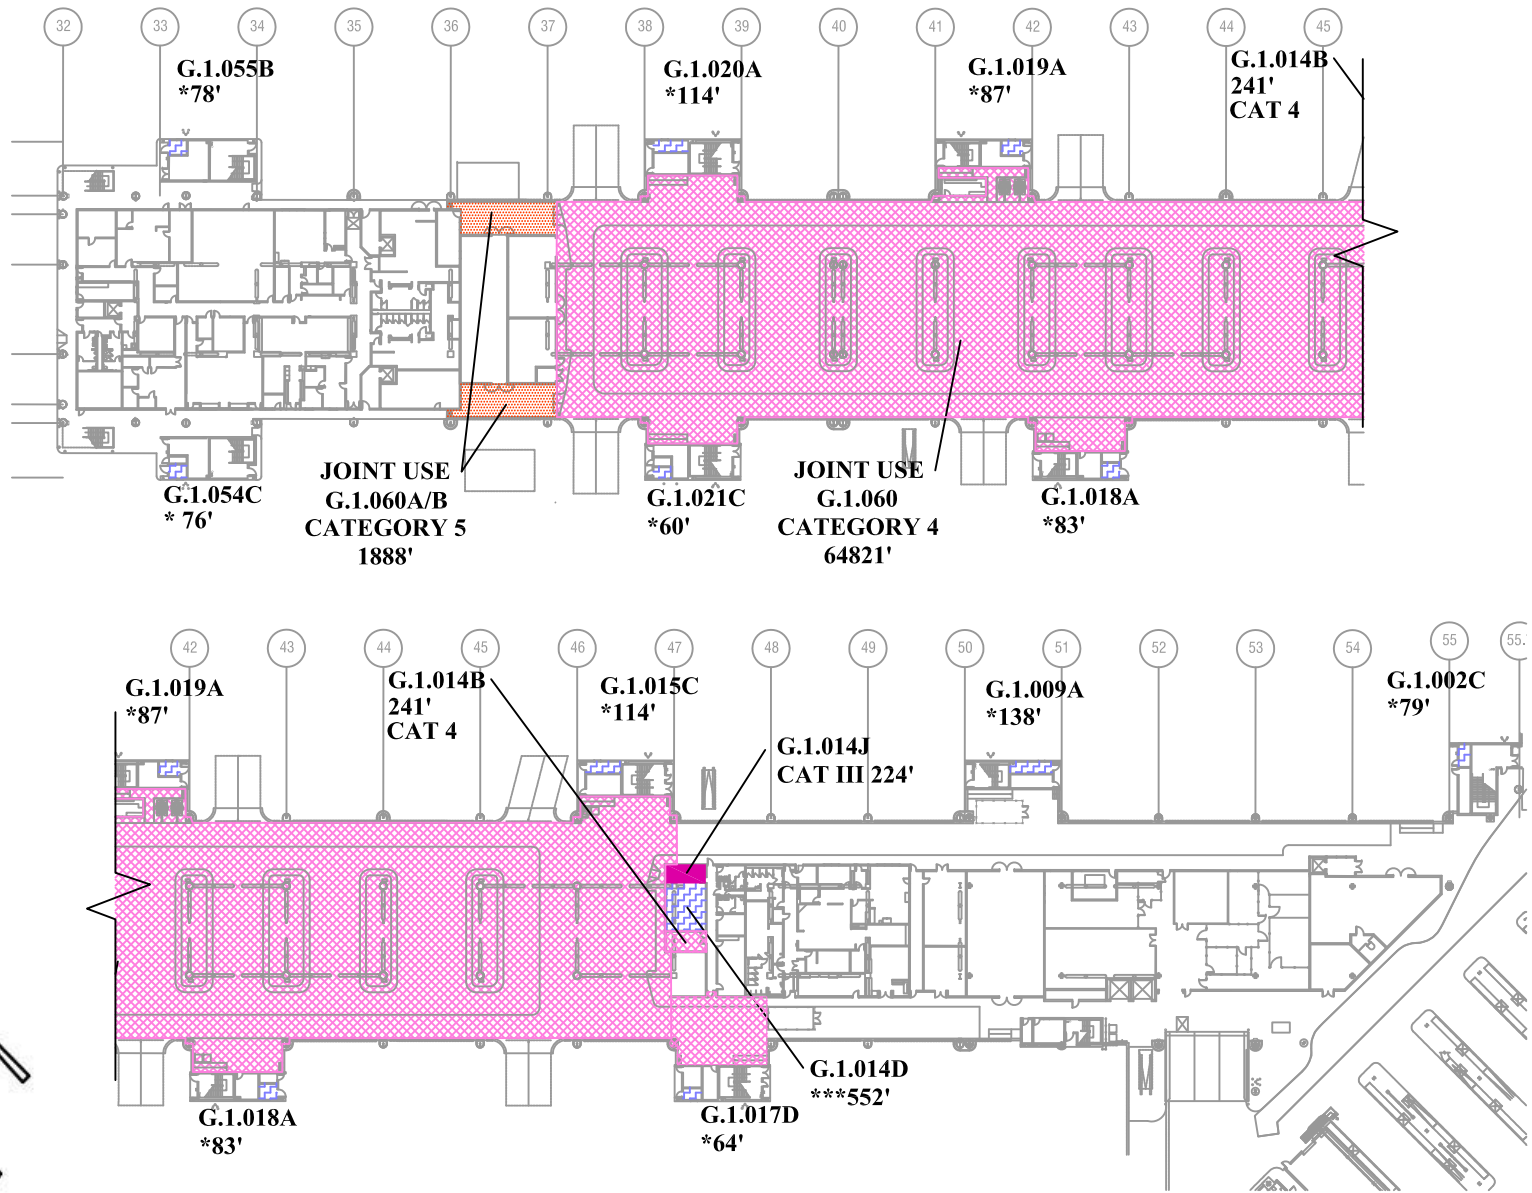 32 33 34 35 36 37 38 39 40 41 42 43 44 45
G.1.055B
*78'
G.1.020A
*114'
G.1.019A
*87'
G.1.014B
241'
CAT 4
G.1.054C
* 76'
JOINT USE
G.1.060A/B
CATEGORY 5
1888'
G.1.021C
*60'
JOINT USE
G.1.060
CATEGORY 4
64821'
G.1.018A
*83'
42 43 44 45 46 47 48 49 50 51 52 53 54 55 55.
G.1.019A
*87'
G.1.014B
241'
CAT 4
G.1.015C
*114'
G.1.014J
CAT III 224'
G.1.009A
*138'
G.1.002C
*79'
G.1.018A
*83'
G.1.017D
*64'
G.1.014D
***552'